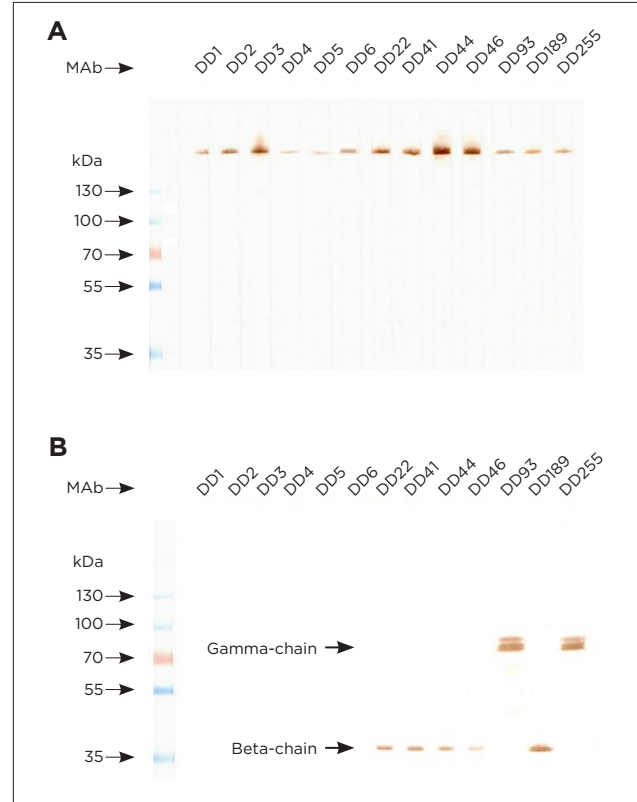 A
MAb DD1 DD2 DD3 DD4 DD5 DD6 DD22 DD41 DD44 DD46 DD93 DD189 DD255
kDa
130
100
70
55
35
B
MAb DD1 DD2 DD3 DD4 DD5 DD6 DD22 DD41 DD44 DD46 DD93 DD189 DD255
kDa
130
100
Gamma-chain
70
55
Beta-chain
35